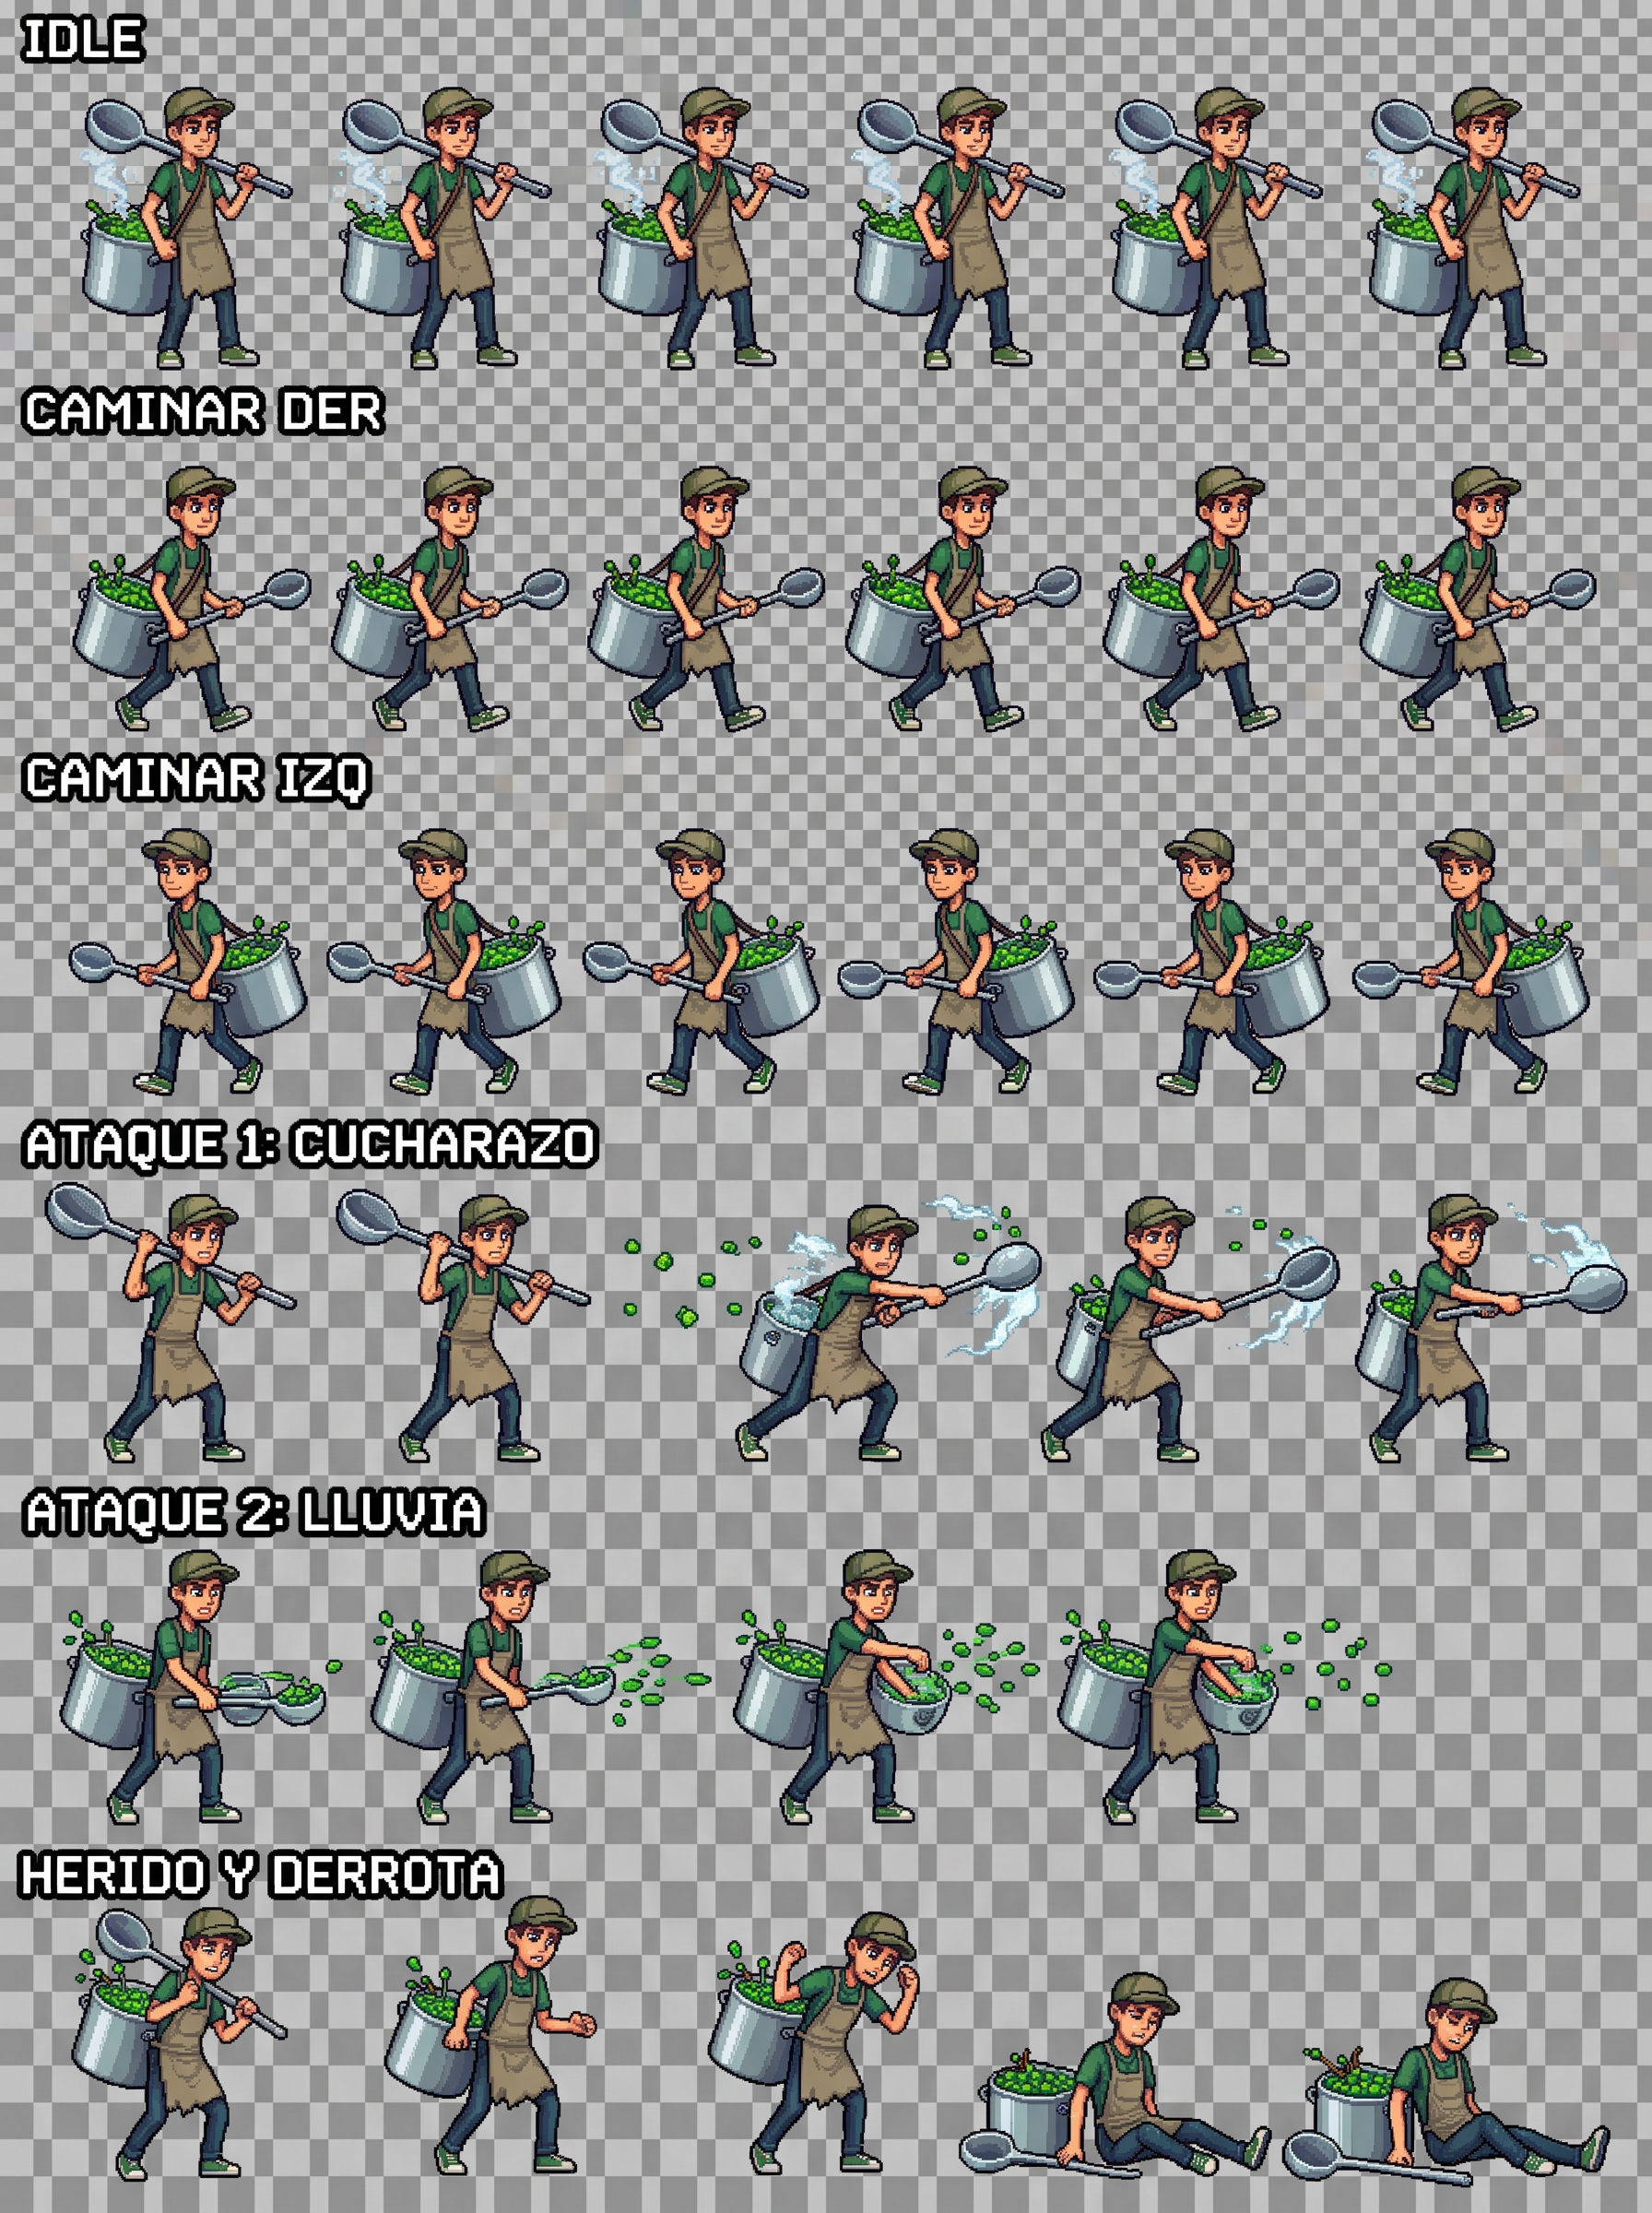 IDLE
CAMINAR DER
CAMINAR IZQ
ATAQUE 1: CUCHARAZO
ATAQUE 2: LLUVIA
HERIDO Y DERROTA